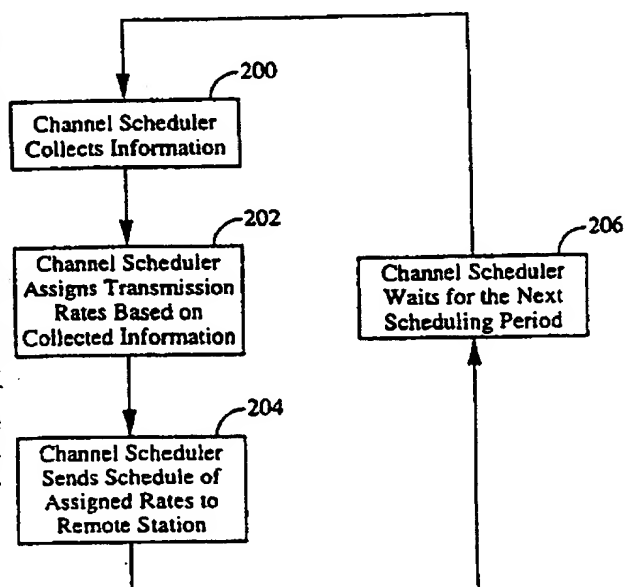 200
Channel Scheduler
Collects Information
202
Channel Scheduler
Assigns Transmission
Rates Based on
Collected Information
204
Channel Scheduler
Sends Schedule of
Assigned Rates to
Remote Station
206
Channel Scheduler
Waits for the Next
Scheduling Period